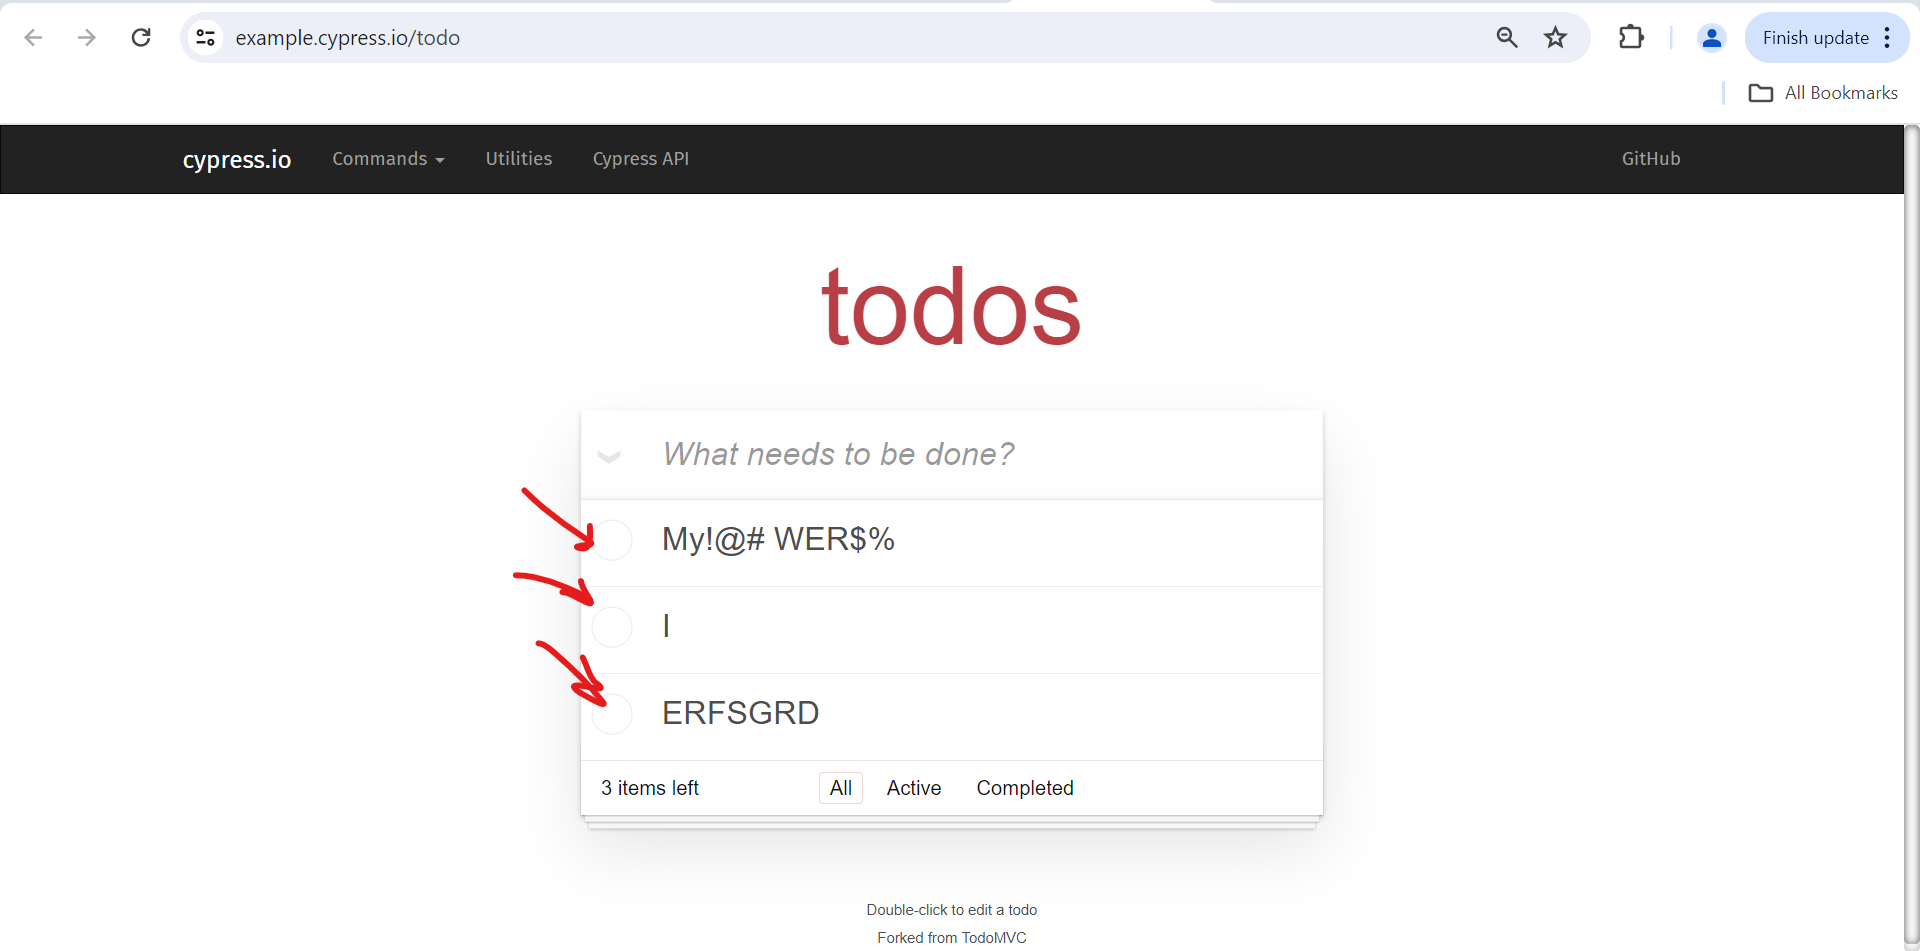 example.cypress.io/todo
Finish update
All Bookmarks
cypress.io Commands Utilities Cypress API GitHub
todos
What needs to be done?
My!@# WER$%
I
ERFSGRD
3 items left All Active Completed
Double-click to edit a todo
Forked from TodoMVC